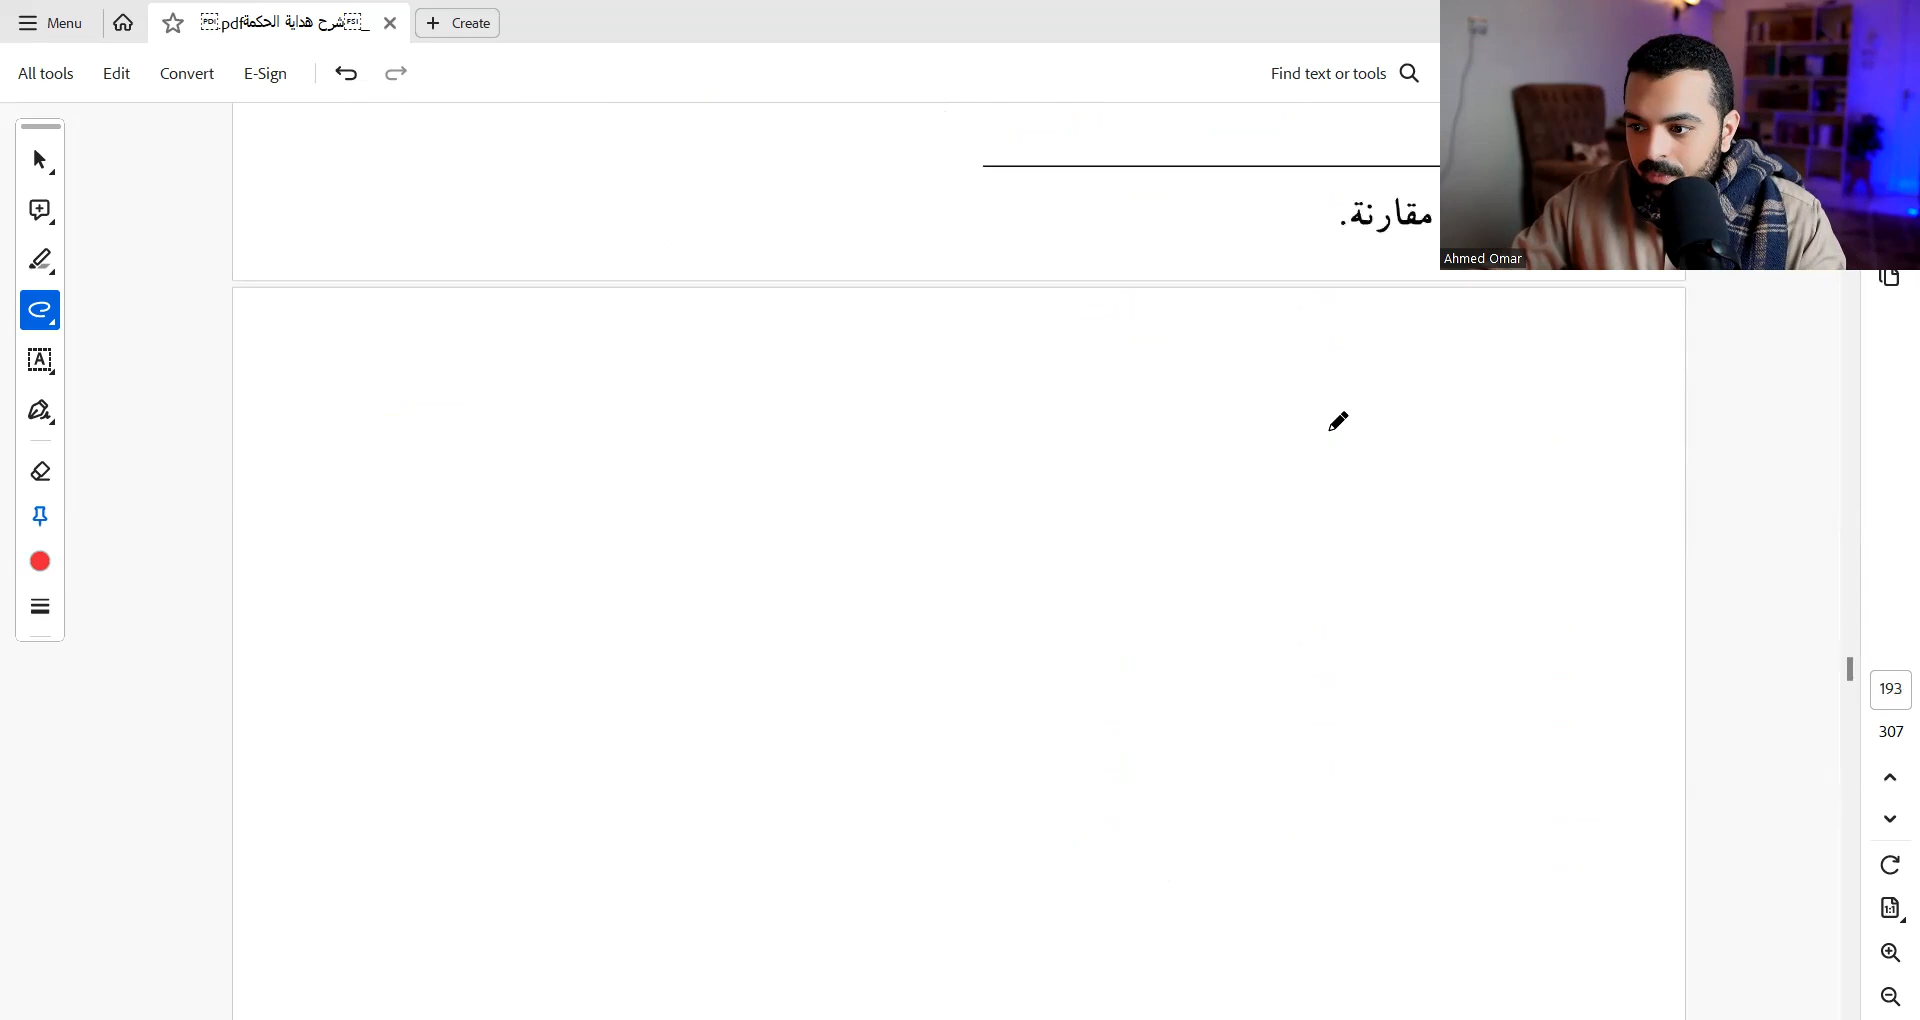 Menu
شرح هداية الحكمة.pdf
Create
All tools
Edit
Convert
E-Sign
Find text or tools
Ahmed Omar
مقارنة.
193
307